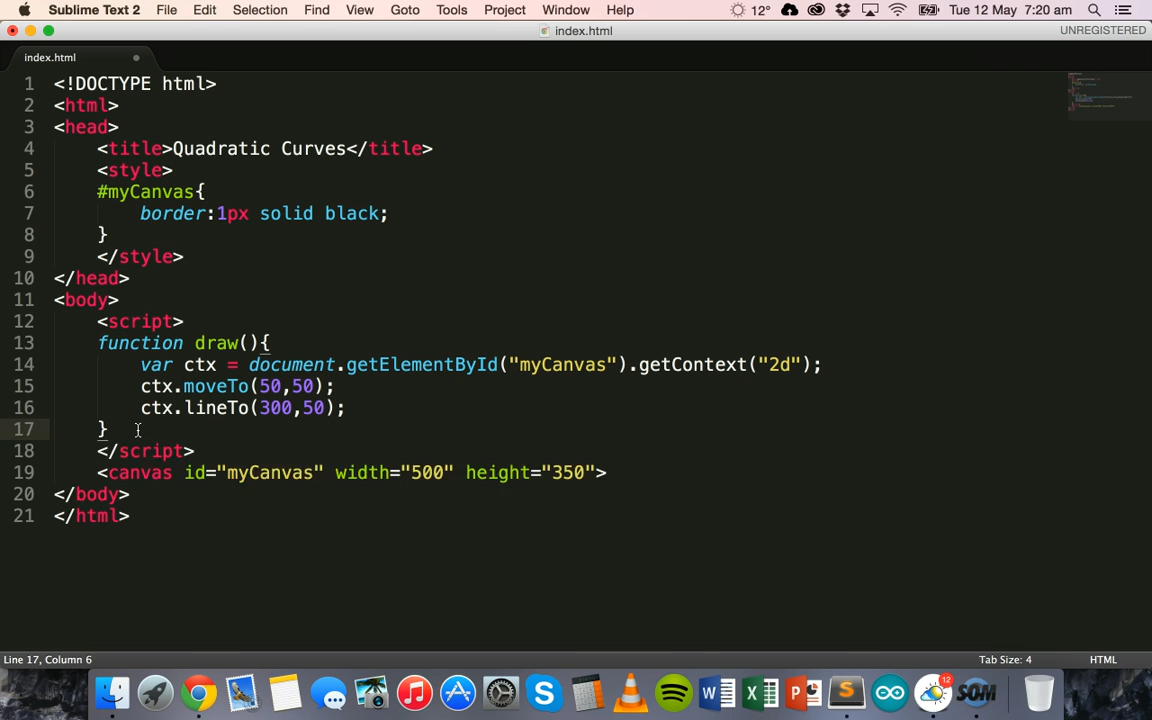 Sublime Text 2 File Edit Selection Find View Goto Tools Project Window Help 12° Tue 12 May 7:20 am
index.html UNREGISTERED
index.html
1 <!DOCTYPE html>
2 <html>
3 <head>
4 <title>Quadratic Curves</title>
5 <style>
6 #myCanvas{
7 border:1px solid black;
8 }
9 </style>
10 </head>
11 <body>
12 <script>
13 function draw(){
14 var ctx = document.getElementById("myCanvas").getContext("2d");
15 ctx.moveTo(50,50);
16 ctx.lineTo(300,50);
17 }
18 </script>
19 <canvas id="myCanvas" width="500" height="350">
20 </body>
21 </html>
Line 17, Column 6 Tab Size: 4 HTML
12
SOM